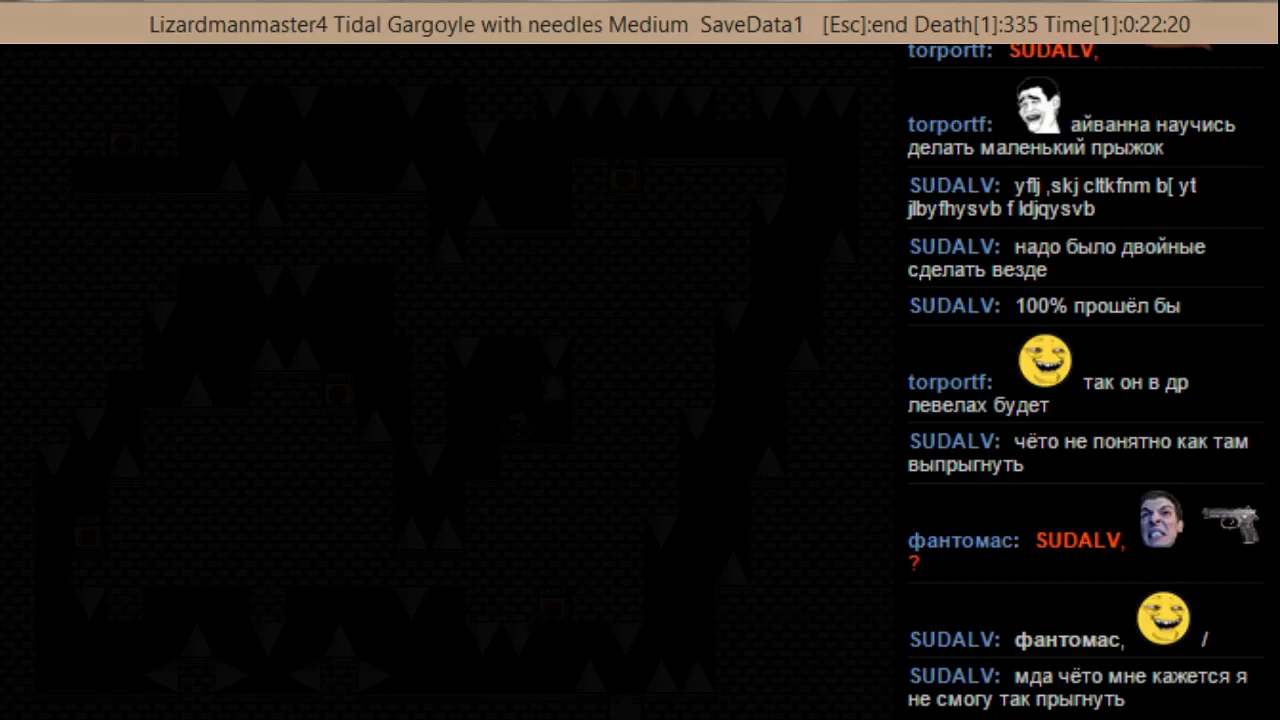 Lizardmanmaster4 Tidal Gargoyle with needles Medium SaveData1 [Esc]:end Death[1]:335 Time[1]:0:22:20
torportf: SUDALV,
torportf: айванна научись
делать маленький прыжок
SUDALV: yflj ,skj cltkfnm b[ yt
jlbyfhysvb f ldjqysvb
SUDALV: надо было двойные
сделать везде
SUDALV: 100% прошёл бы
torportf: так он в др
левелах будет
SUDALV: чёто не понятно как там
выпрыгнуть
фантомас: SUDALV,
?
SUDALV: фантомас, /
SUDALV: мда чёто мне кажется я
не смогу так прыгнуть